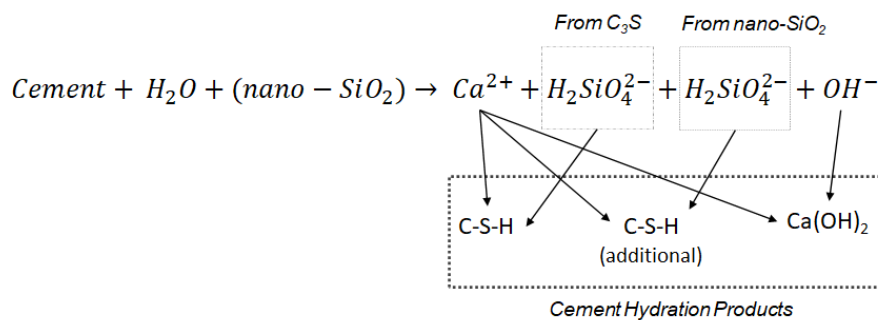 From C₃S From nano-SiO₂
Cement + H₂O + (nano − SiO₂) → Ca²⁺ + H₂SiO₄²⁻ + H₂SiO₄²⁻ + OH⁻
C-S-H C-S-H Ca(OH)₂
(additional)
Cement Hydration Products